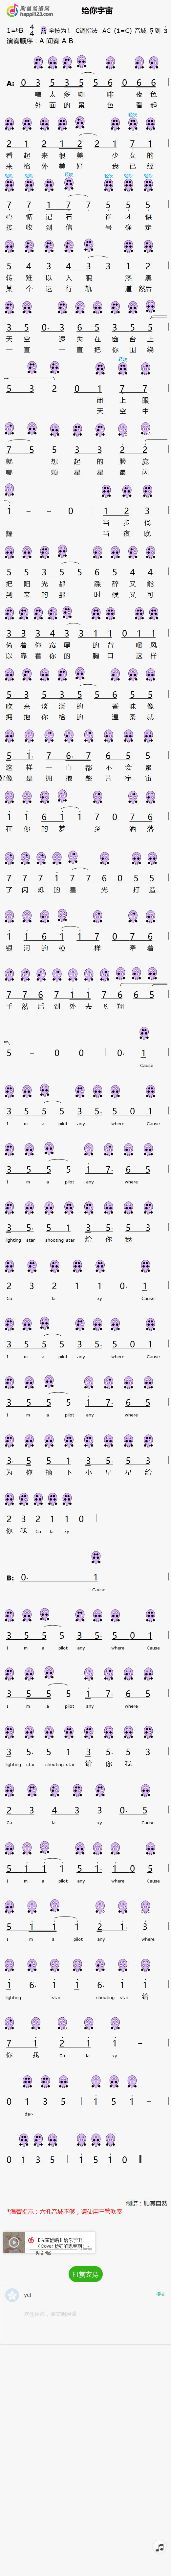 陶笛简谱网
happi123.com
给你宇宙
1=ᵇB 4/4 全按为1 C调指法 AC (1=C) 音域 5 到 3
演奏顺序：A 间奏 A B
A: 0 3 5 3 5 6 5 0 6 6
喝 太 多 咖 啡 夜 色
外 面 的 景 色 看 起
2 1 2 1 2 2 1 7 1
看 起 来 很 美 少 女 的
来 格 外 美 好 我 已 经
7 7 1 7 7 5 5 5
心 惦 记 着 谁 才 辗
接 收 到 信 号 确 定
5 4 3 4 3 3 1 2
转 难 以 入 眠 漆 黑
某 个 运 行 轨 道 然后
3 5 0· 3 6 5 3 5 5
天 空 遗 失 在 窗 台 上
一 直 一 直 把 你 围 绕
5 3 2 0 1 7 7
闭 上 眼
天 空 中
7 5 5 3 3 2 2
就 想 起 的 脸 庞
哪 颗 星 星 最 闪
1 – – 0 1 2 3
当 步 伐
耀 当 夜 晚
5 5 3 5 5 6 5 4 4
把 阳 光 都 踩 碎 又 能
到 来 的 那 时 候 又 可
3 3 3 4 3 3 1 1 0 1 1
倚 着 你 宽 厚 的 背 暖 风
以 靠 着 你 的 胸 口 这 样
5 3 5 3 5 5 6 5 5
吹 来 淡 淡 的 香 味 像
拥 抱 你 给 的 温 柔 就
5 1· 7 6· 7 6 5 5
这 样 一 直 都 不 会 累
好像 是 拥 抱 整 片 宇 宙
1 1 6 1 1 7 0 7 6
在 你 的 梦 乡 洒 落
7 7 7 1 7 7 6 0 5 5
了 闪 烁 的 星 光 打 造
1 1 6 1 1 7 0 7 6
银 河 的 模 样 牵 着
7 7 6 7 1 1 7 6 6 5
手 然 后 到 处 去 飞 翔
5 – 0 0 0· 1
Cause
3 5 5 5 3 5· 5 0 1
I m a pilot any where Cause
3 5 5 5 1 7· 6 5
I m a pilot any where
3 5· 5 1 3 5· 5 3
lighting star shooting star 给 你 我
2 3 2 1 1 0· 1
Ga la xy Cause
3 5 5 5 3 5· 5 0 1
I m a pilot any where Cause
3 5 5 5 1 7· 6 5
I m a pilot any where
3· 5 5 1 3 5· 5 3
为 你 摘 下 小 星 星 给
2 3 2 1 1 0
你 我 Ga la xy
B: 0· 1
Cause
3 5 5 5 3 5· 5 0 1
I m a pilot any where Cause
3 5 5 5 1 7· 6 5
I m a pilot any where
3 5· 5 1 3 5· 5 3
lighting star shooting star 给 你 我
2 3 4 3 3 0· 5
Ga la xy Cause
5 1 1 1 5 1· 1 0 5
I m a pilot any where Cause
5 1 1 1 2 1· 3
I m a pilot any where
1 6· 1 1 6· 1 1
lighting star shooting star 给
7 1 2 1 1 –
你 我 Ga la xy
0 1 3 5 1 5 1 –
da~
0 1 3 5 1 5 1 0
制谱：顺其自然
*温馨提示：六孔音域不够，请使用三管吹奏
【回思隐曦】给你宇宙
（Cover 脸红的思春期）
打赏支持
ycl